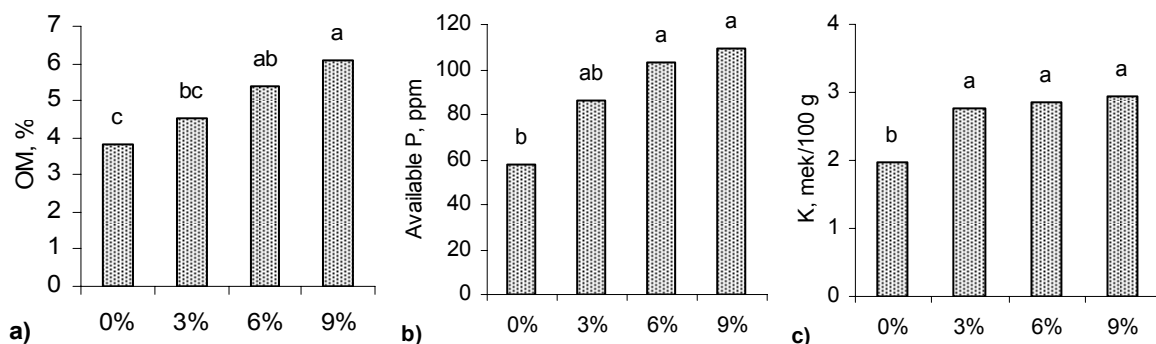 OM, %
7
6
5
4
3
2
1
0
c
bc
ab
a
0% 3% 6% 9%
a)
Available P, ppm
120
100
80
60
40
20
0
b
ab
a
a
0% 3% 6% 9%
b)
K, mek/100 g
4
3
2
1
0
b
a
a
a
0% 3% 6% 9%
c)